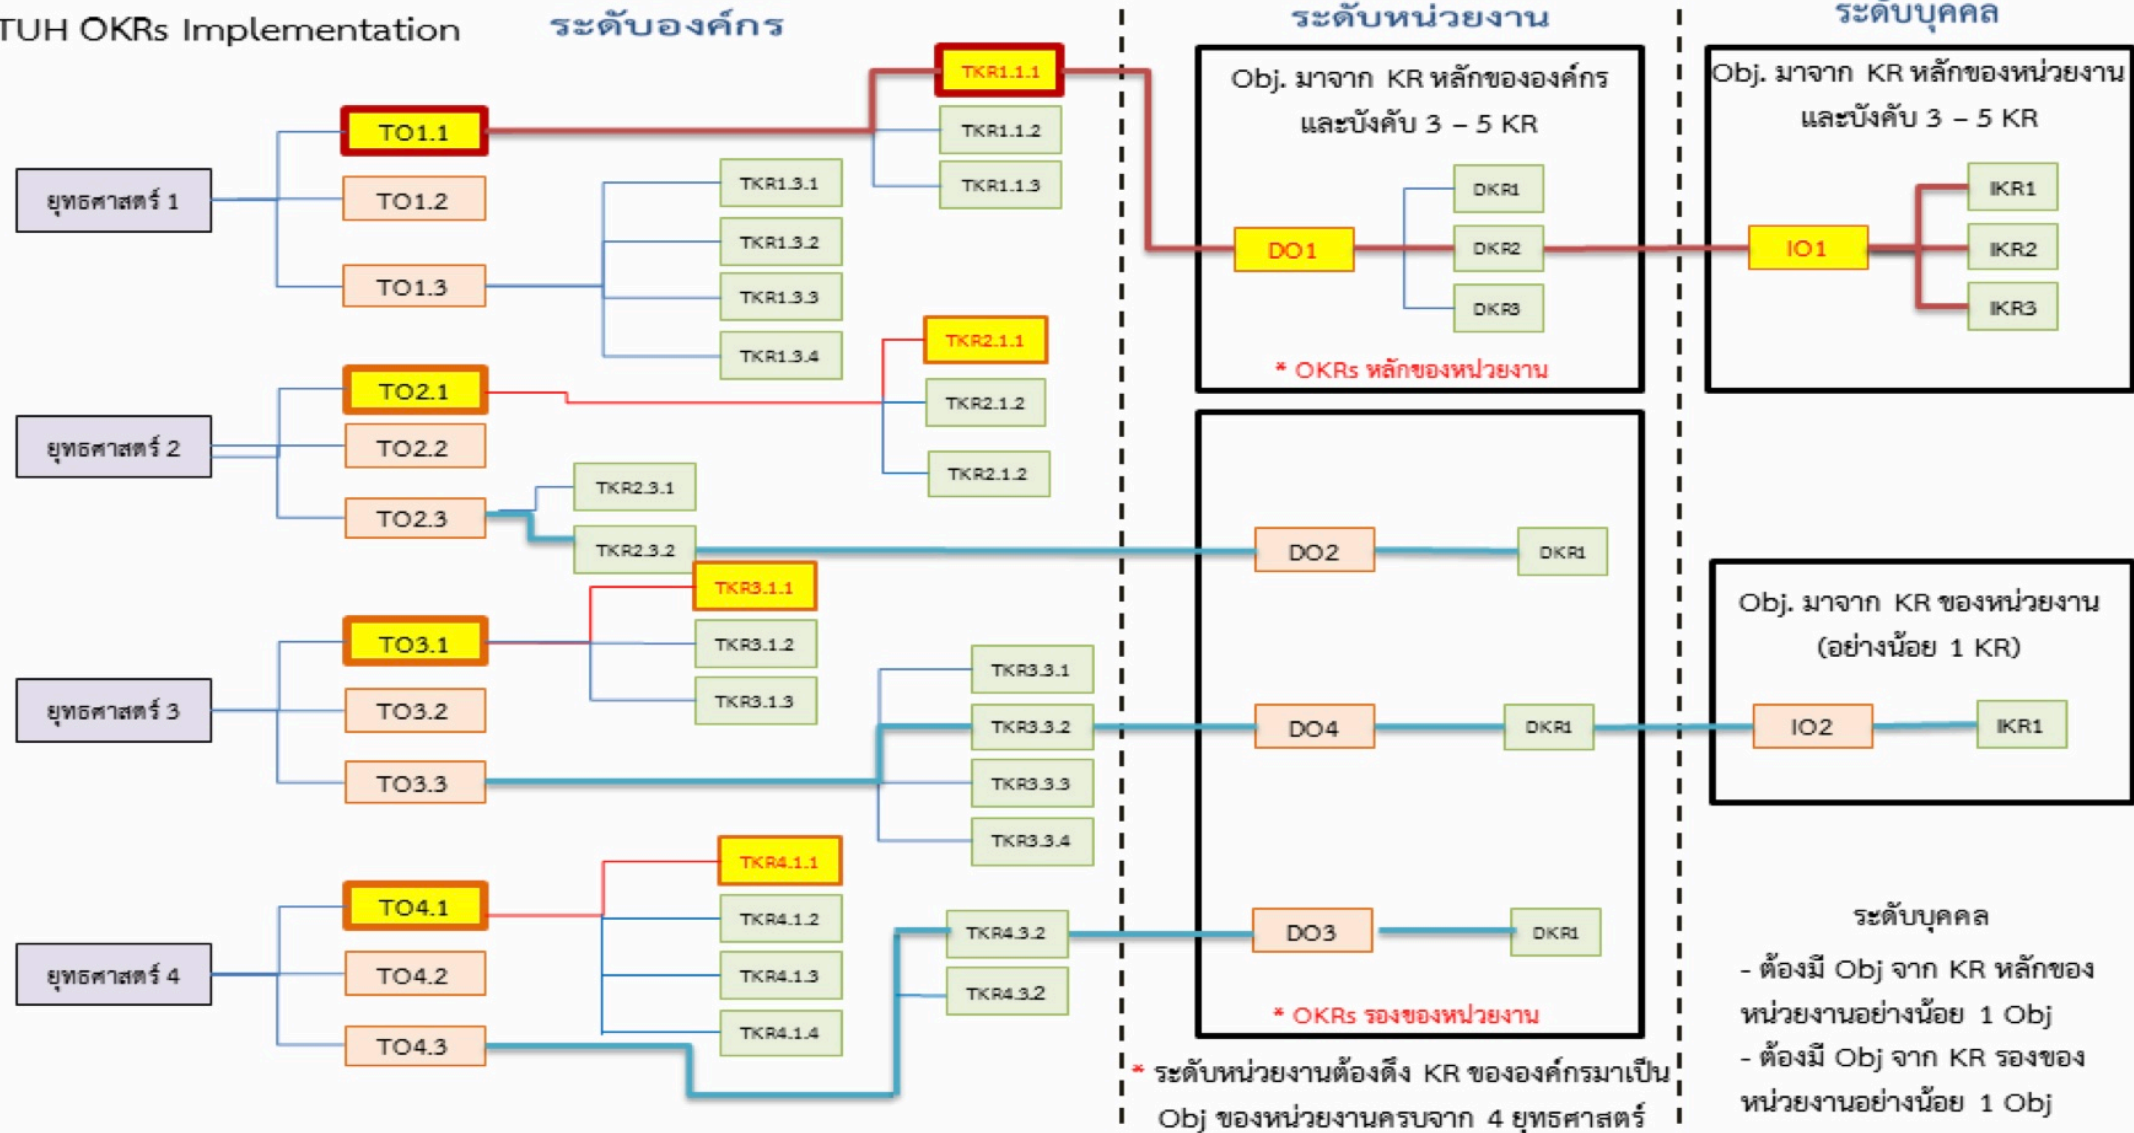 TUH OKRs Implementation
ระดับองค์กร
ระดับหน่วยงาน
ระดับบุคคล
ยุทธศาสตร์ 1
TO1.1
TO1.2
TO1.3
TKR1.1.1
TKR1.1.2
TKR1.1.3
TKR1.3.1
TKR1.3.2
TKR1.3.3
TKR1.3.4
ยุทธศาสตร์ 2
TO2.1
TO2.2
TO2.3
TKR2.1.1
TKR2.1.2
TKR2.1.2
TKR2.3.1
TKR2.3.2
ยุทธศาสตร์ 3
TO3.1
TO3.2
TO3.3
TKR3.1.1
TKR3.1.2
TKR3.1.3
TKR3.3.1
TKR3.3.2
TKR3.3.3
TKR3.3.4
ยุทธศาสตร์ 4
TO4.1
TO4.2
TO4.3
TKR4.1.1
TKR4.1.2
TKR4.1.3
TKR4.1.4
TKR4.3.2
TKR4.3.2
Obj. มาจาก KR หลักขององค์กร
และบังคับ 3 – 5 KR
DO1
DKR1
DKR2
DKR3
* OKRs หลักของหน่วยงาน
DO2
DKR1
DO4
DKR1
DO3
DKR1
* OKRs รองของหน่วยงาน
* ระดับหน่วยงานต้องดึง KR ขององค์กรมาเป็น
Obj ของหน่วยงานครบจาก 4 ยุทธศาสตร์
Obj. มาจาก KR หลักของหน่วยงาน
และบังคับ 3 – 5 KR
IO1
IKR1
IKR2
IKR3
Obj. มาจาก KR ของหน่วยงาน
(อย่างน้อย 1 KR)
IO2
IKR1
ระดับบุคคล
- ต้องมี Obj จาก KR หลักของ
หน่วยงานอย่างน้อย 1 Obj
- ต้องมี Obj จาก KR รองของ
หน่วยงานอย่างน้อย 1 Obj